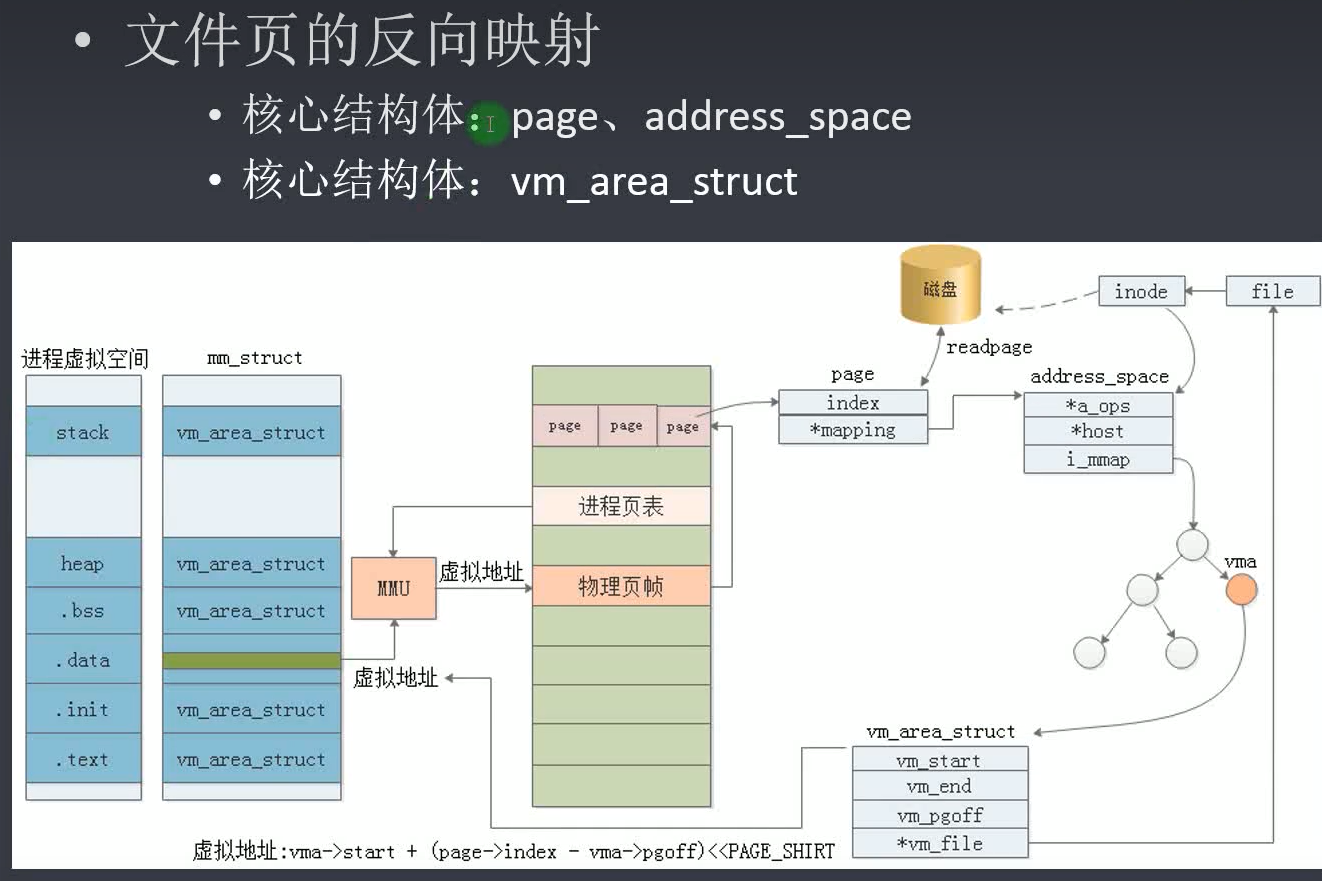 • 文件页的反向映射
• 核心结构体：page、address_space
• 核心结构体：vm_area_struct
磁盘
inode
file
readpage
进程虚拟空间
mm_struct
page
address_space
index
*mapping
*a_ops
*host
i_mmap
stack
vm_area_struct
page
page
page
进程页表
heap
vm_area_struct
MMU
虚拟地址
物理页帧
vma
.bss
vm_area_struct
.data
虚拟地址
.init
vm_area_struct
.text
vm_area_struct
vm_area_struct
vm_start
vm_end
vm_pgoff
*vm_file
虚拟地址:vma->start + (page->index - vma->pgoff)<<PAGE_SHIRT